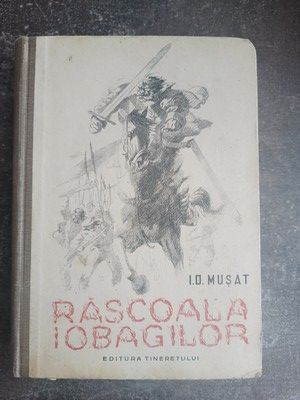 I.D. MUŞAT
RĂSCOALA
IOBAGILOR
EDITURA TINERETULUI